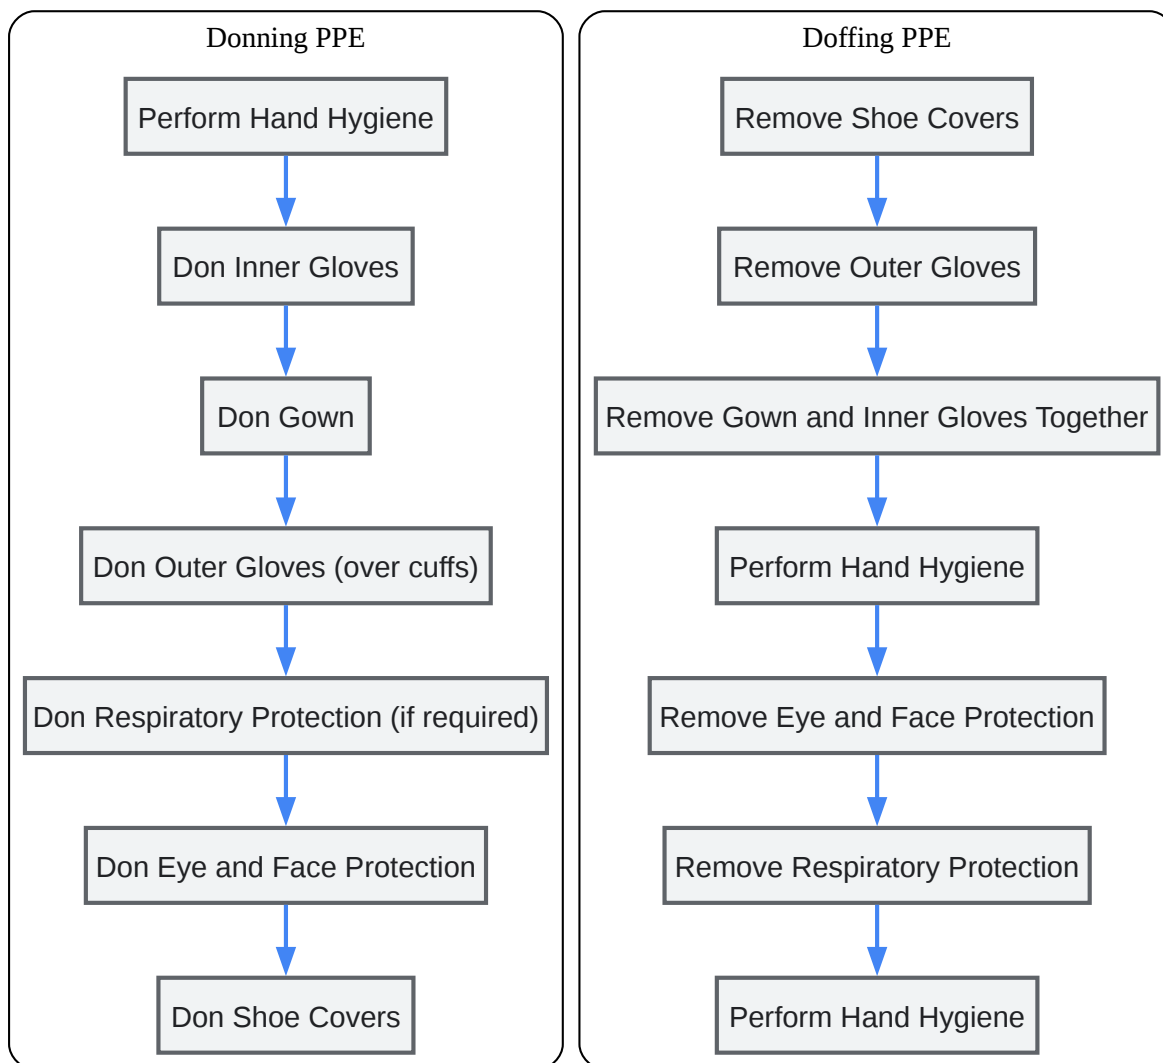 Donning PPE
Perform Hand Hygiene
Don Inner Gloves
Don Gown
Don Outer Gloves (over cuffs)
Don Respiratory Protection (if required)
Don Eye and Face Protection
Don Shoe Covers
Doffing PPE
Remove Shoe Covers
Remove Outer Gloves
Remove Gown and Inner Gloves Together
Perform Hand Hygiene
Remove Eye and Face Protection
Remove Respiratory Protection
Perform Hand Hygiene